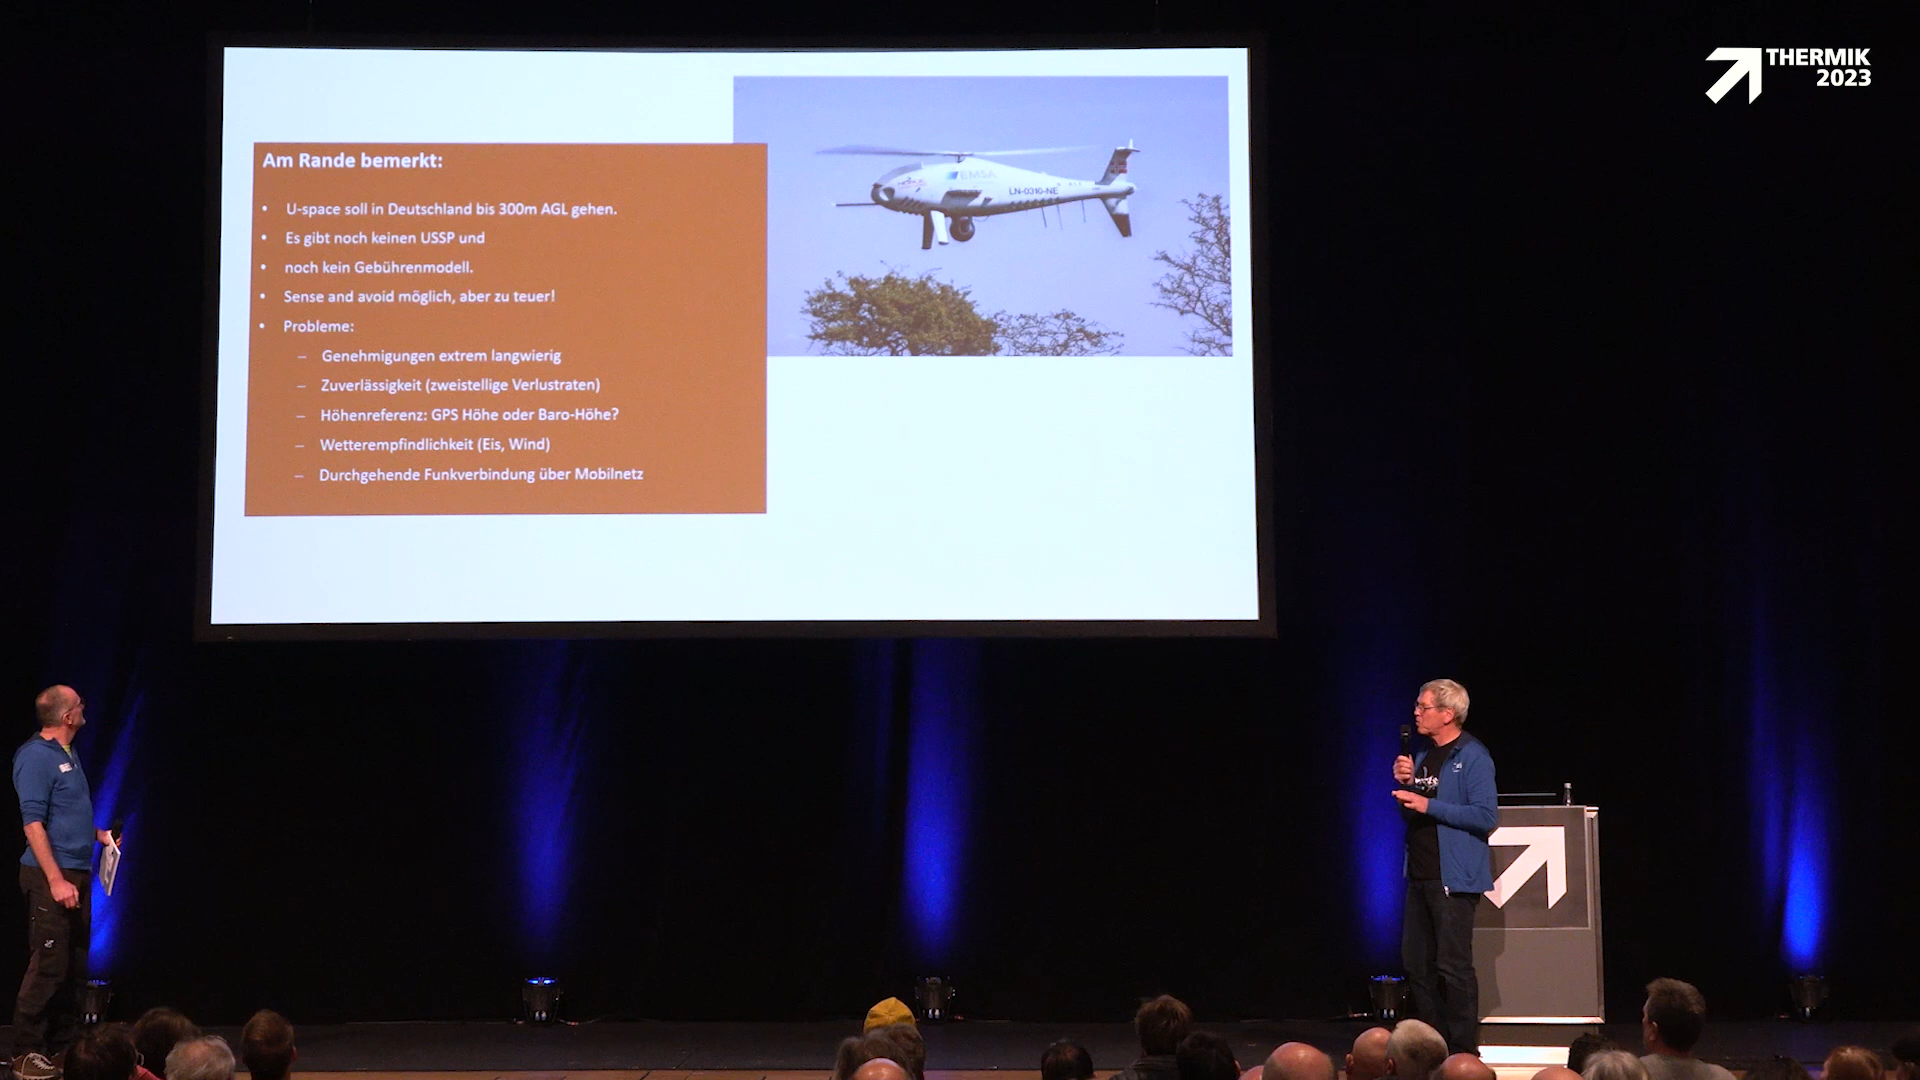 THERMIK
2023
Am Rande bemerkt:
• U-space soll in Deutschland bis 300m AGL gehen.
• Es gibt noch keinen USSP und
• noch kein Gebührenmodell.
• Sense and avoid möglich, aber zu teuer!
• Probleme:
– Genehmigungen extrem langwierig
– Zuverlässigkeit (zweistellige Verlustraten)
– Höhenreferenz: GPS Höhe oder Baro-Höhe?
– Wetterempfindlichkeit (Eis, Wind)
– Durchgehende Funkverbindung über Mobilnetz
EMSA
LN-0310-NE